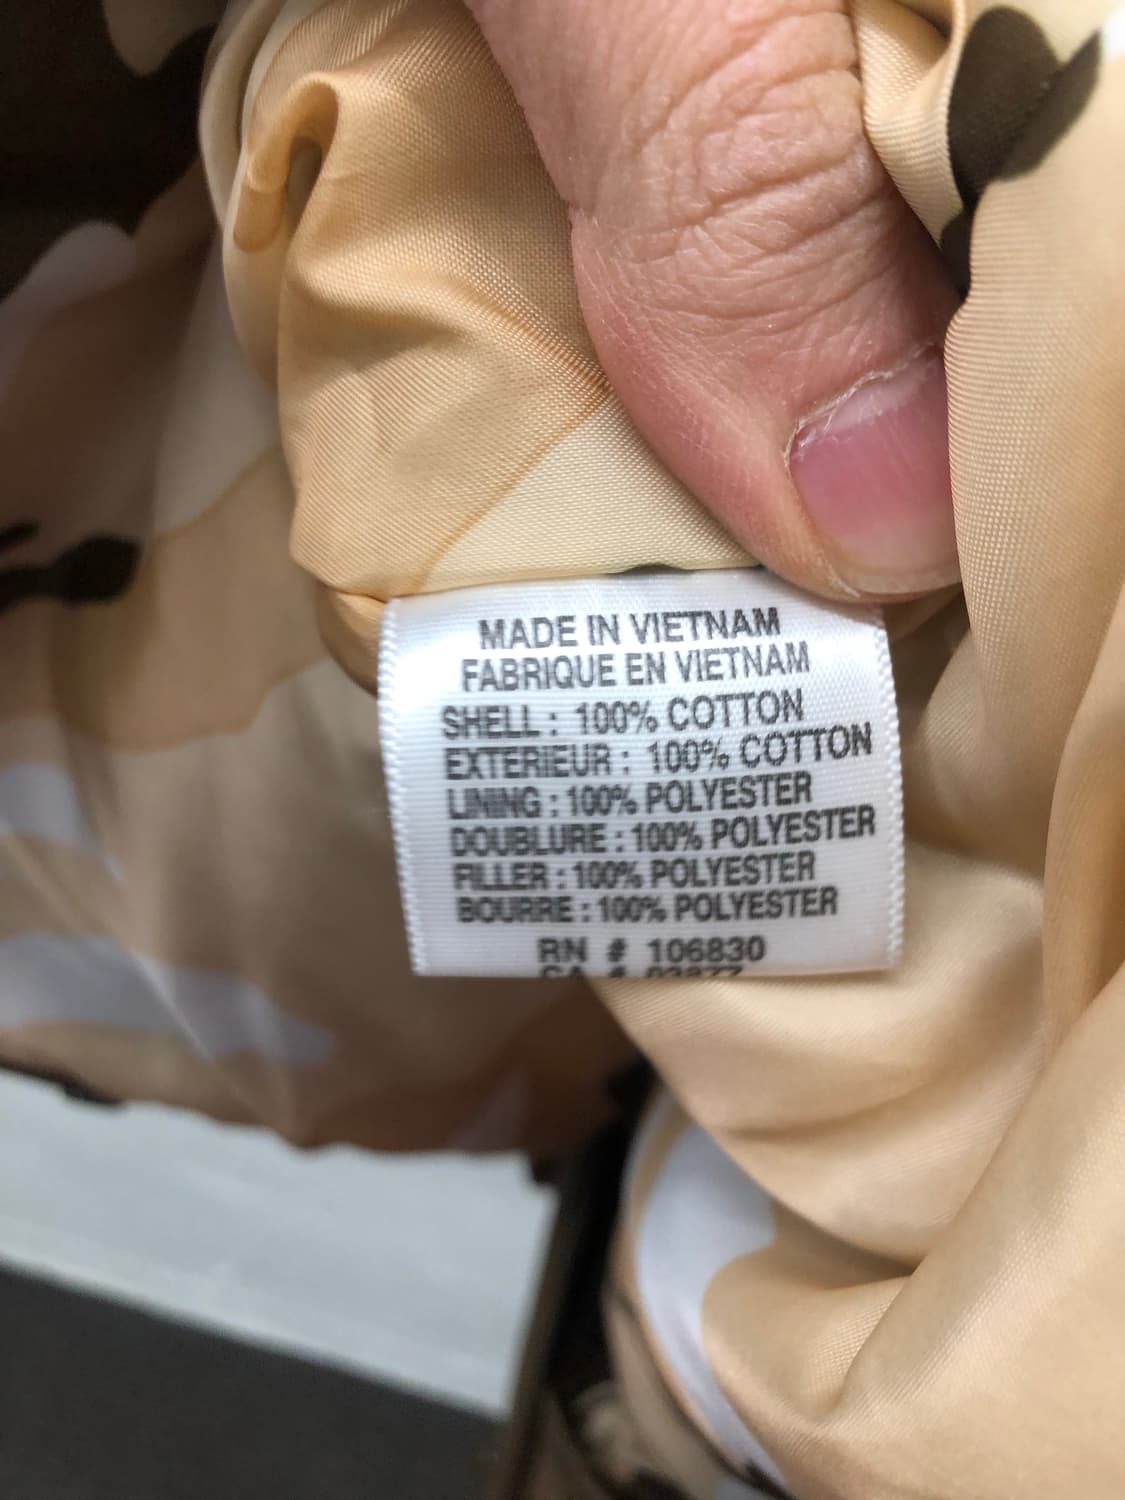 MADE IN VIETNAM
FABRIQUE EN VIETNAM
SHELL : 100% COTTON
EXTERIEUR : 100% COTTON
LINING : 100% POLYESTER
DOUBLURE : 100% POLYESTER
FILLER : 100% POLYESTER
BOURRE : 100% POLYESTER
RN # 106830
CA #